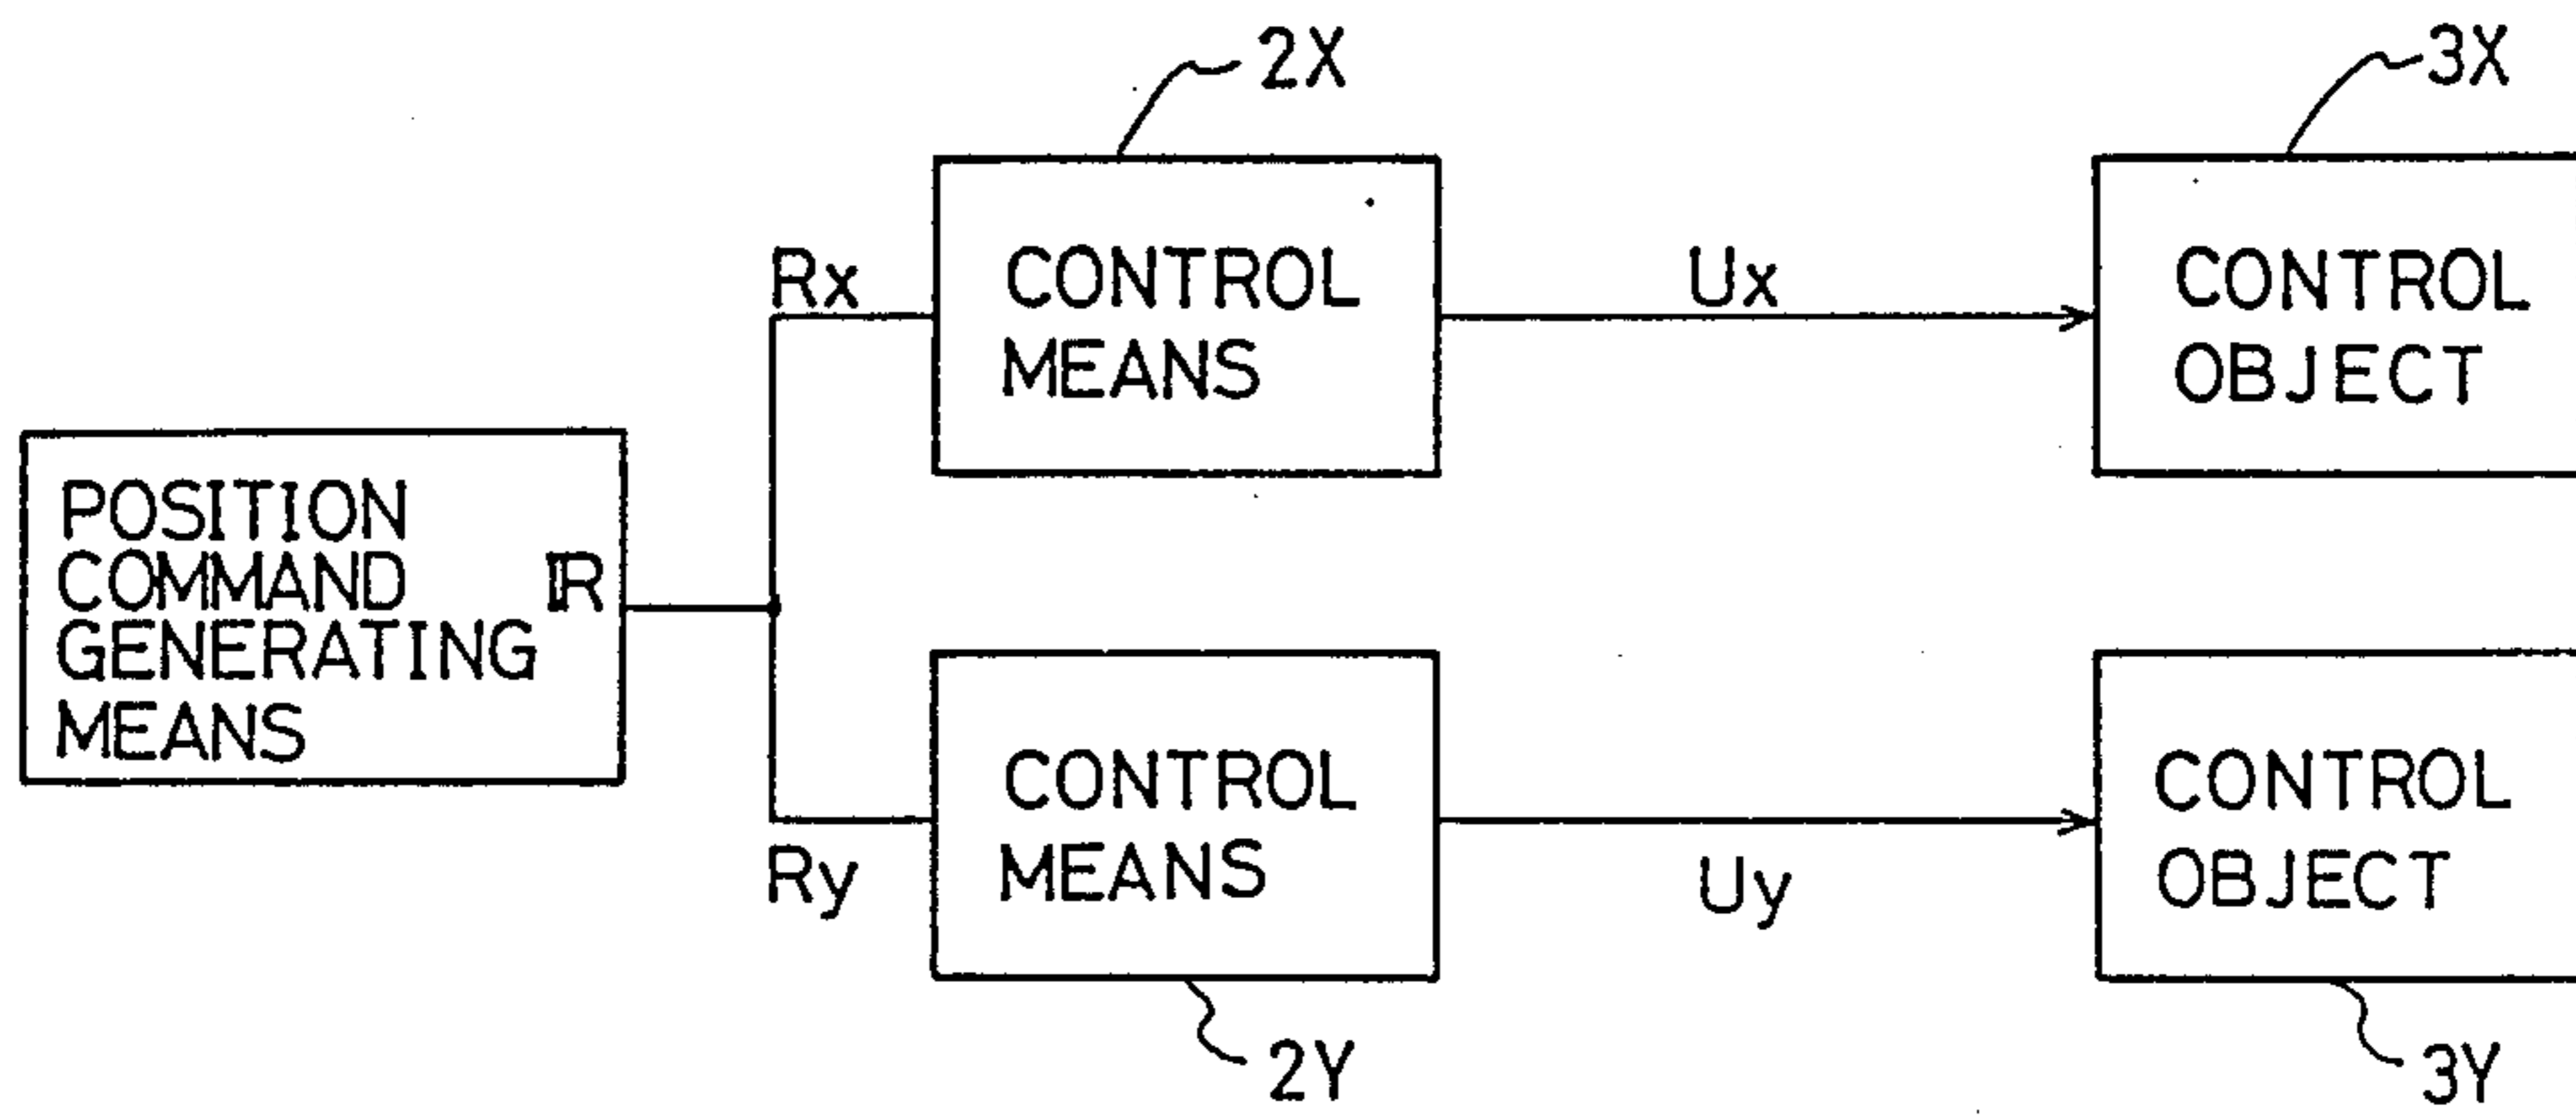 2X
3X
Rx
CONTROL
MEANS
Ux
CONTROL
OBJECT
POSITION
COMMAND
GENERATING
MEANS
ℝ
Ry
CONTROL
MEANS
Uy
CONTROL
OBJECT
2Y
3Y